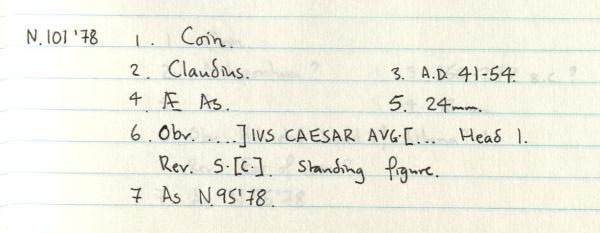 N.101 '78 1. Coin.
2. Claudius. 3. A.D. 41-54.
4 Æ As. 5. 24mm.
6. Obv. ....] IVS CAESAR AVG.[... Head l.
Rev. S.[C.]. Standing figure.
7 As N.95'78.